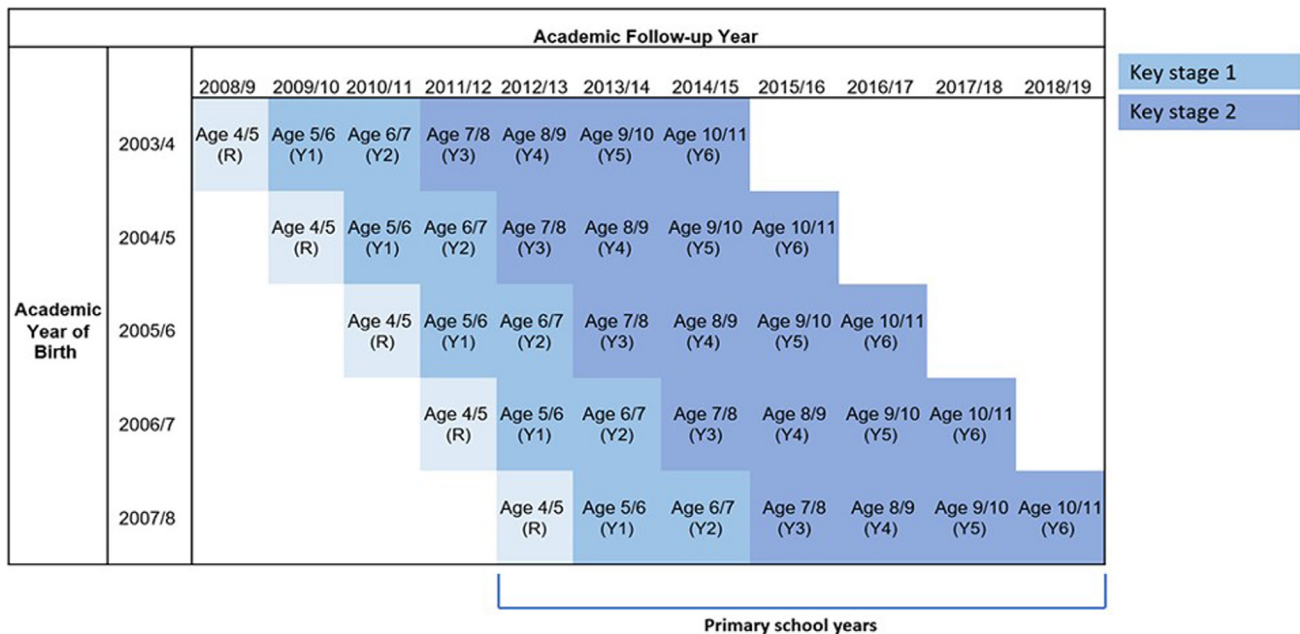 Academic Follow-up Year
2008/9 2009/10 2010/11 2011/12 2012/13 2013/14 2014/15 2015/16 2016/17 2017/18 2018/19
Key stage 1
Key stage 2
Academic
Year of
Birth
2003/4
Age 4/5 Age 5/6 Age 6/7 Age 7/8 Age 8/9 Age 9/10 Age 10/11
(R) (Y1) (Y2) (Y3) (Y4) (Y5) (Y6)
2004/5
Age 4/5 Age 5/6 Age 6/7 Age 7/8 Age 8/9 Age 9/10 Age 10/11
(R) (Y1) (Y2) (Y3) (Y4) (Y5) (Y6)
2005/6
Age 4/5 Age 5/6 Age 6/7 Age 7/8 Age 8/9 Age 9/10 Age 10/11
(R) (Y1) (Y2) (Y3) (Y4) (Y5) (Y6)
2006/7
Age 4/5 Age 5/6 Age 6/7 Age 7/8 Age 8/9 Age 9/10 Age 10/11
(R) (Y1) (Y2) (Y3) (Y4) (Y5) (Y6)
2007/8
Age 4/5 Age 5/6 Age 6/7 Age 7/8 Age 8/9 Age 9/10 Age 10/11
(R) (Y1) (Y2) (Y3) (Y4) (Y5) (Y6)
Primary school years